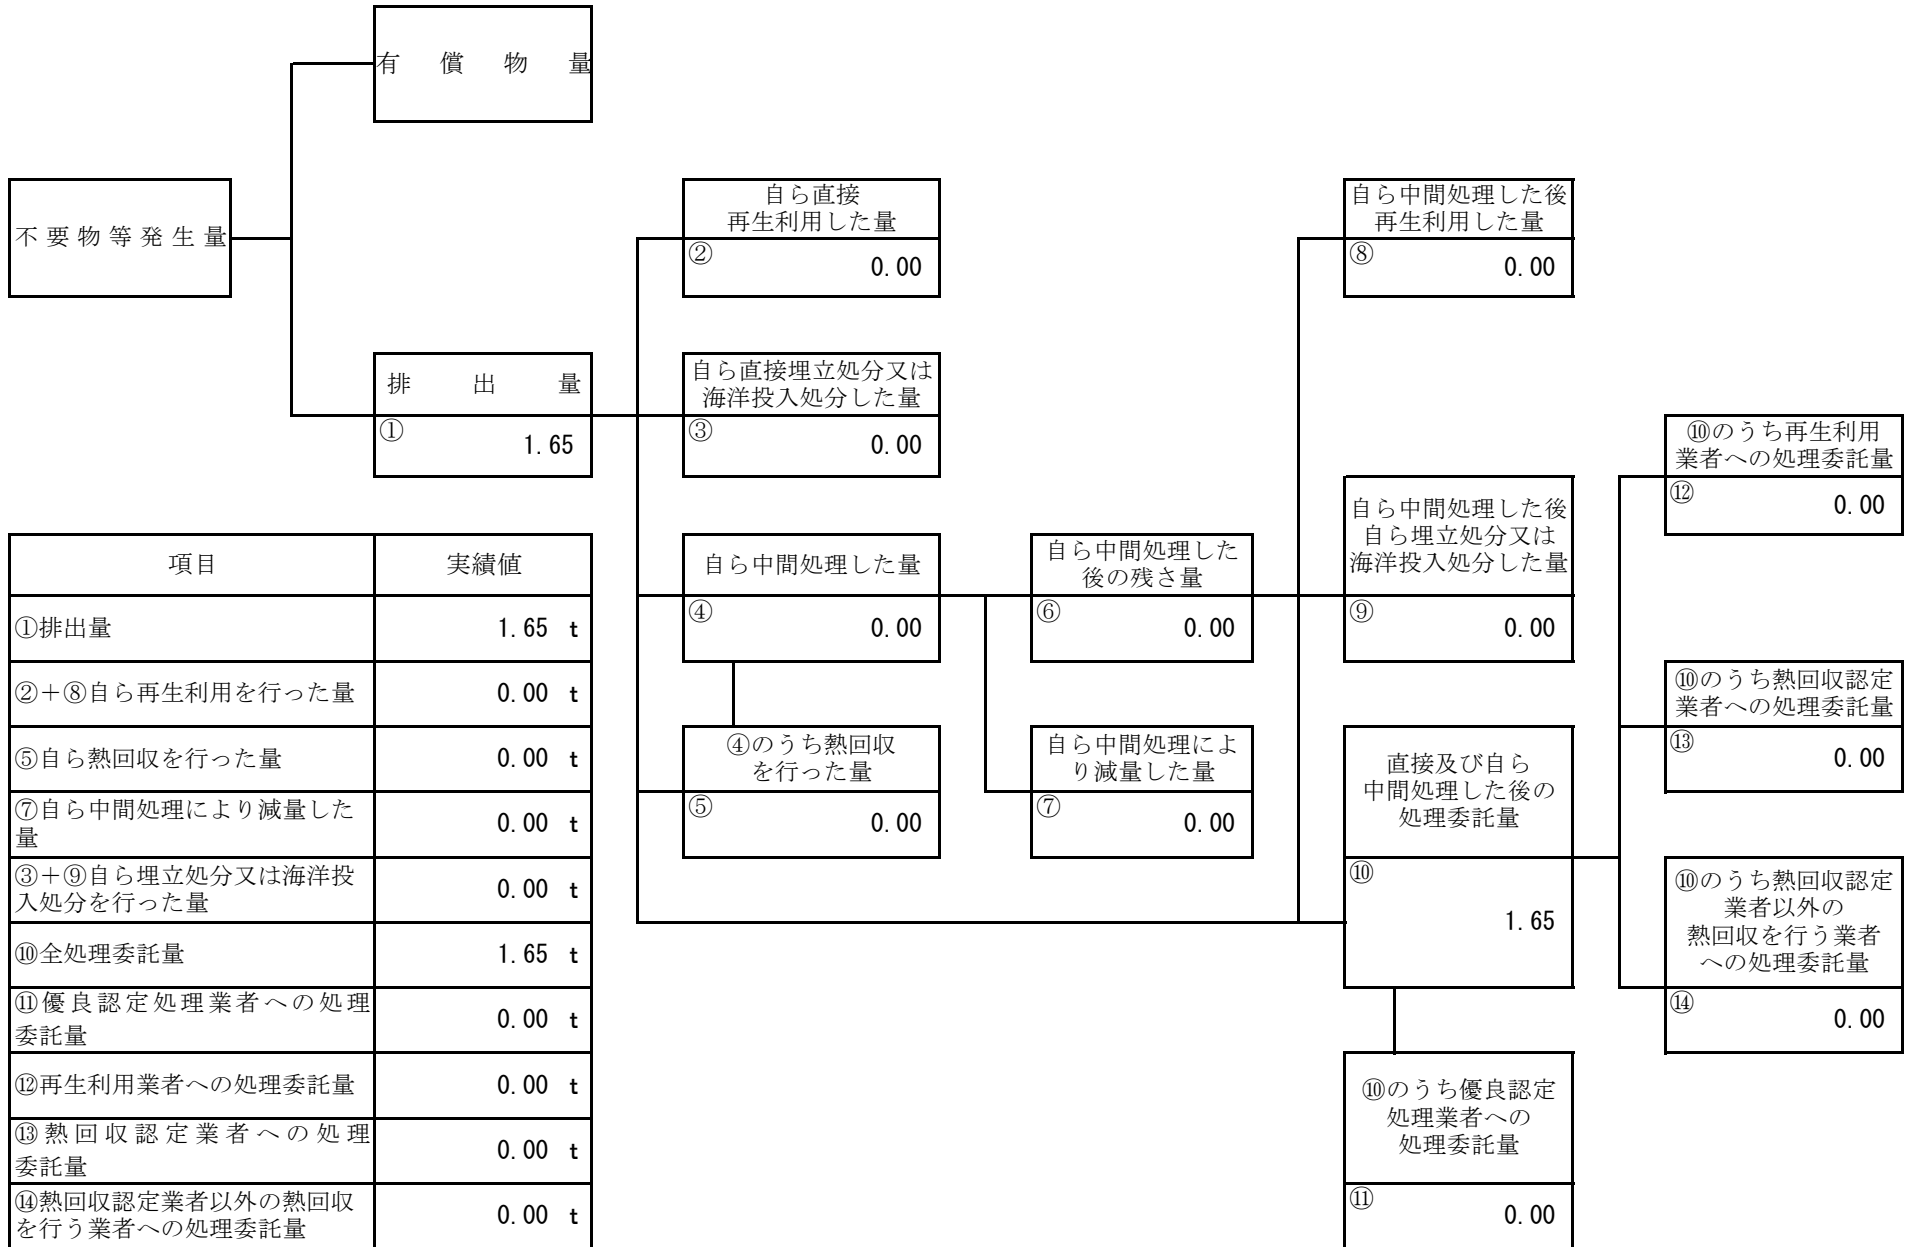 有償物量
不要物等発生量
自ら直接
再生利用した量
②
0.00
自ら中間処理した後
再生利用した量
⑧
0.00
排出量
①
1.65
自ら直接埋立処分又は
海洋投入処分した量
③
0.00
⑩のうち再生利用
業者への処理委託量
⑫
0.00
自ら中間処理した量
④
0.00
自ら中間処理した
後の残さ量
⑥
0.00
自ら中間処理した後
自ら埋立処分又は
海洋投入処分した量
⑨
0.00
⑩のうち熱回収認定
業者への処理委託量
⑬
0.00
④のうち熱回収
を行った量
⑤
0.00
自ら中間処理によ
り減量した量
⑦
0.00
直接及び自ら
中間処理した後の
処理委託量
⑩
1.65
⑩のうち熱回収認定
業者以外の
熱回収を行う業者
への処理委託量
⑭
0.00
⑩のうち優良認定
処理業者への
処理委託量
⑪
0.00
項目 実績値
①排出量 1.65 t
②+⑧自ら再生利用を行った量 0.00 t
⑤自ら熱回収を行った量 0.00 t
⑦自ら中間処理により減量した
量 0.00 t
③+⑨自ら埋立処分又は海洋投
入処分を行った量 0.00 t
⑩全処理委託量 1.65 t
⑪優良認定処理業者への処理
委託量 0.00 t
⑫再生利用業者への処理委託量 0.00 t
⑬熱回収認定業者への処理
委託量 0.00 t
⑭熱回収認定業者以外の熱回収
を行う業者への処理委託量 0.00 t